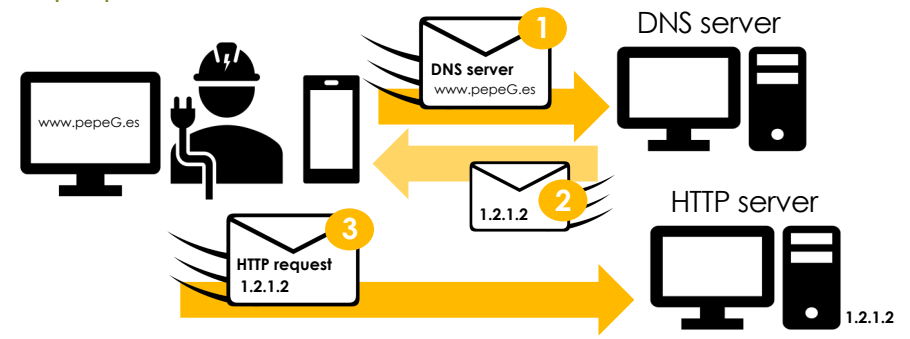 DNS server
1
DNS server
www.pepeG.es
www.pepeG.es
2
1.2.1.2
HTTP server
3
HTTP request
1.2.1.2
1.2.1.2